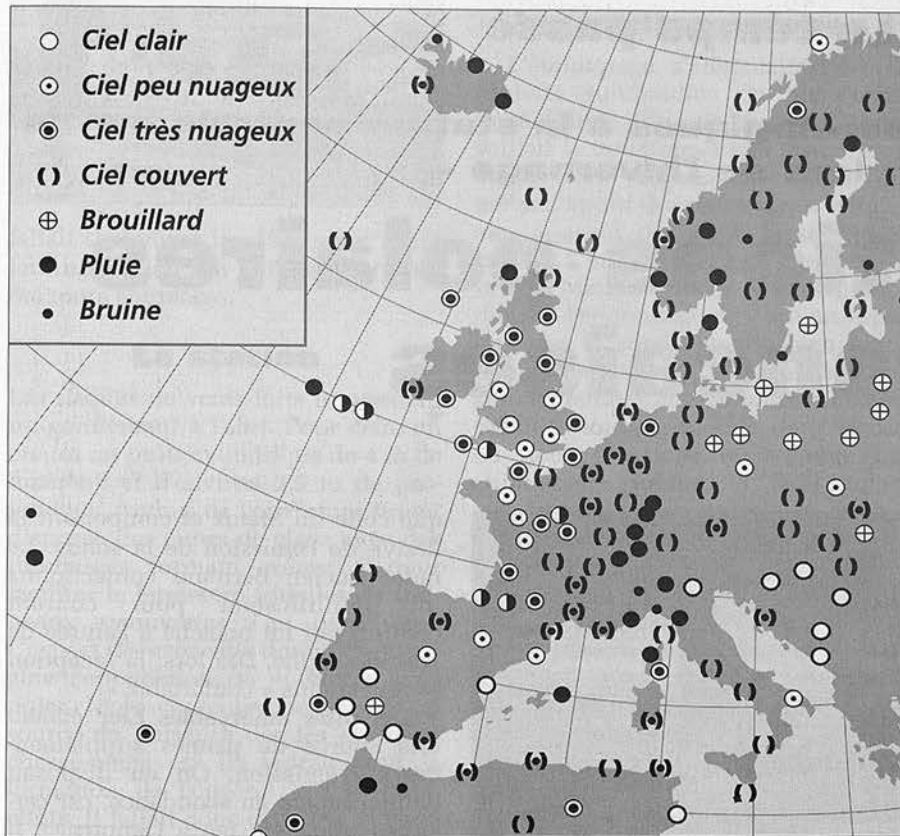 Ciel clair
Ciel peu nuageux
Ciel très nuageux
Ciel couvert
Brouillard
Pluie
Bruine